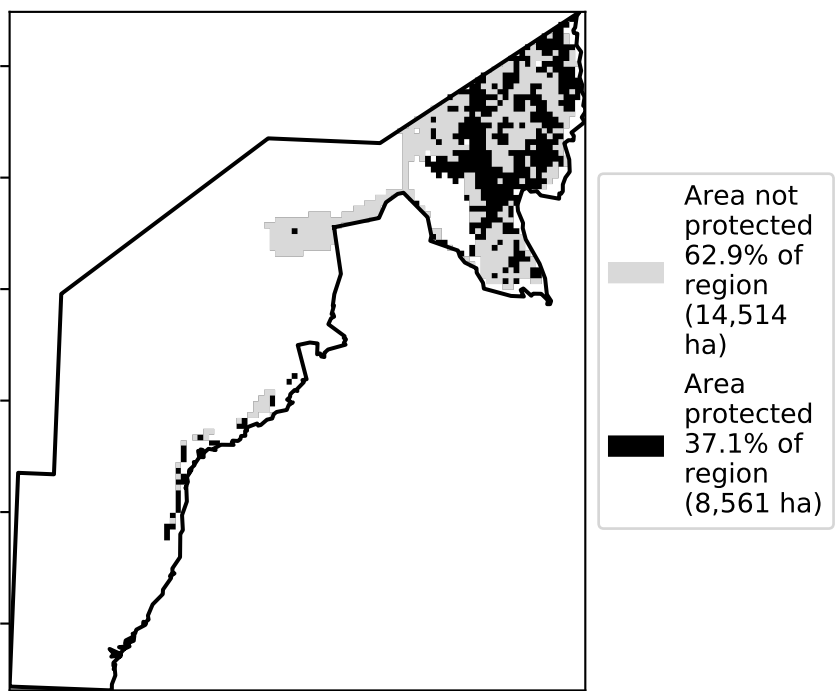 Area not
protected
62.9% of
region
(14,514
ha)
Area
protected
37.1% of
region
(8,561 ha)